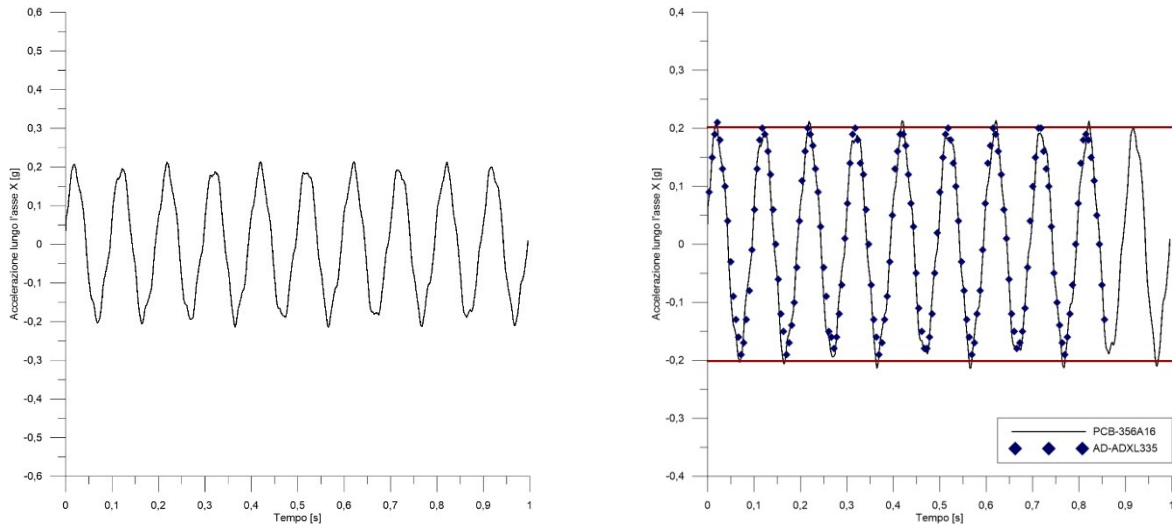 0,6
0,5
0,4
0,3
0,2
0,1
0
-0,1
-0,2
-0,3
-0,4
-0,5
-0,6
Accelerazione lungo l'asse X [g]
0 0,1 0,2 0,3 0,4 0,5 0,6 0,7 0,8 0,9 1
Tempo [s]
0,4
0,3
0,2
0,1
0
-0,1
-0,2
-0,3
-0,4
Accelerazione lungo l'asse X [g]
PCB-356A16
AD-ADXL335
0 0,1 0,2 0,3 0,4 0,5 0,6 0,7 0,8 0,9 1
Tempo [s]